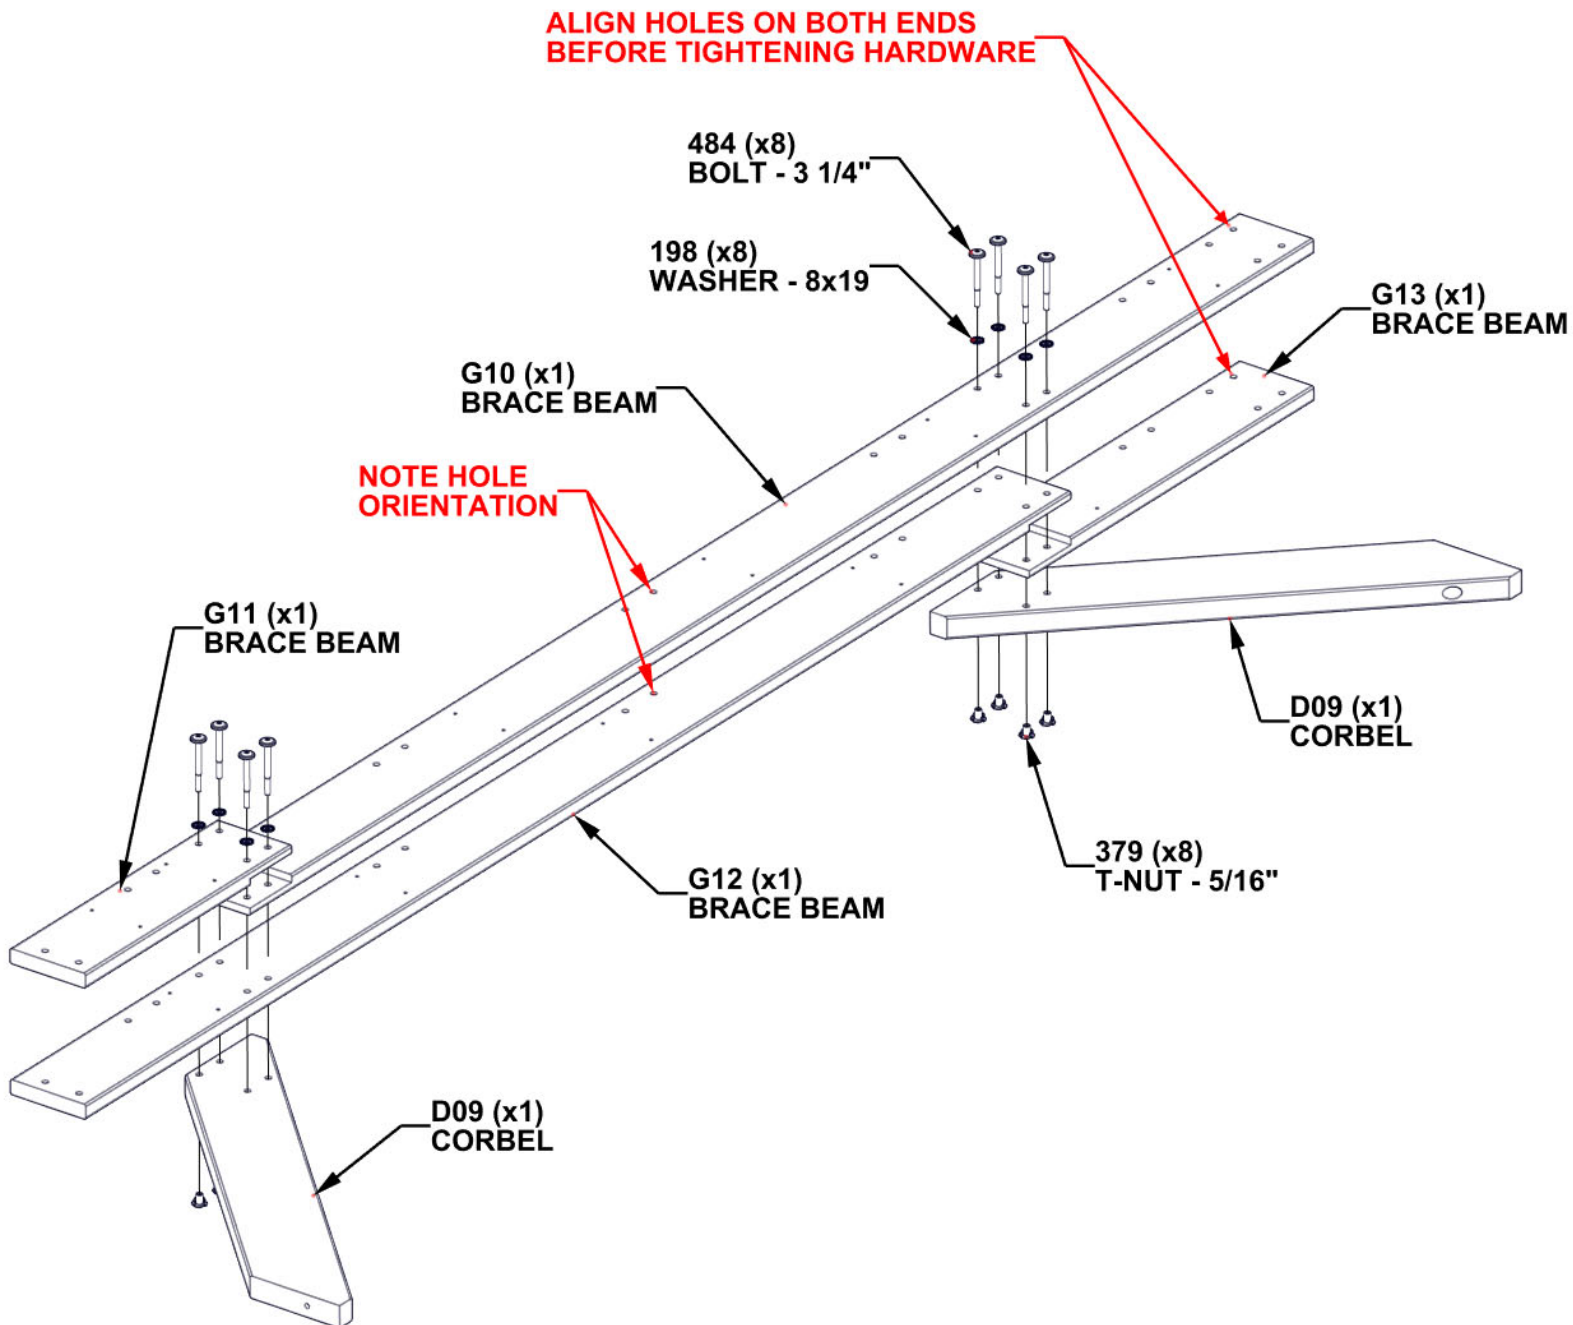 ALIGN HOLES ON BOTH ENDS
BEFORE TIGHTENING HARDWARE
484 (x8)
BOLT - 3 1/4"
198 (x8)
WASHER - 8x19
G13 (x1)
BRACE BEAM
G10 (x1)
BRACE BEAM
NOTE HOLE
ORIENTATION
G11 (x1)
BRACE BEAM
D09 (x1)
CORBEL
379 (x8)
T-NUT - 5/16"
G12 (x1)
BRACE BEAM
D09 (x1)
CORBEL